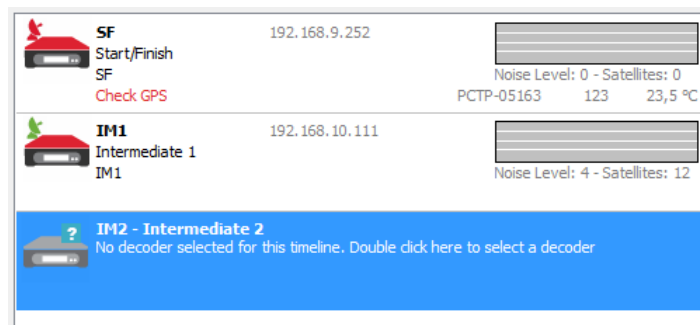 SF 192.168.9.252
Start/Finish
SF Noise Level: 0 - Satellites: 0
Check GPS PCTP-05163 123 23,5 ºC
IM1 192.168.10.111
Intermediate 1
IM1 Noise Level: 4 - Satellites: 12
?
IM2 - Intermediate 2
No decoder selected for this timeline. Double click here to select a decoder